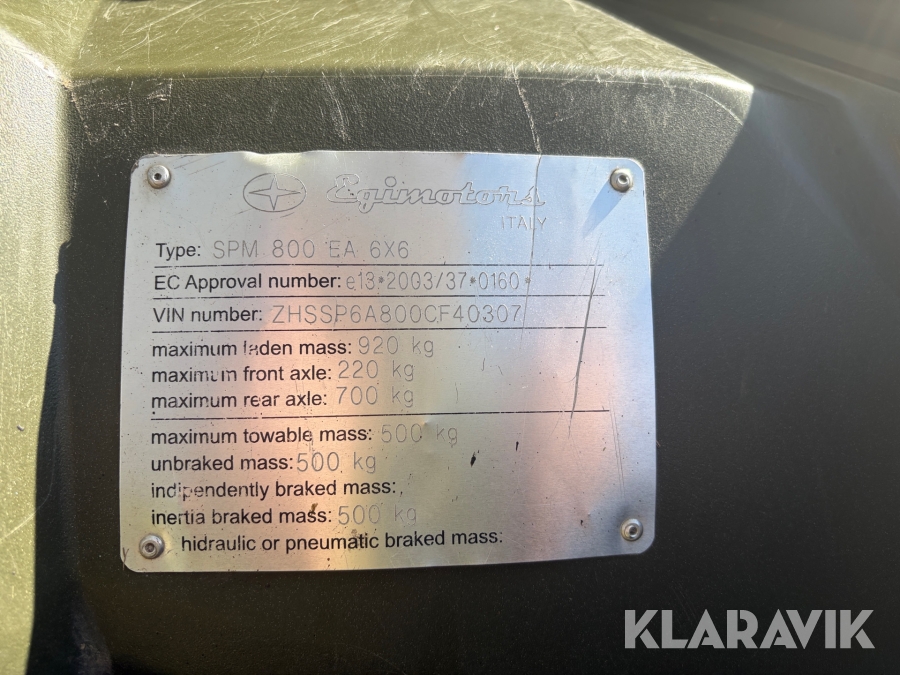 Egimotors
ITALY
Type: SPM 800 EA 6X6
EC Approval number: e13*2003/37*0160*
VIN number: ZHSSP6A800CF40307
maximum laden mass: 920 kg
maximum front axle: 220 kg
maximum rear axle: 700 kg
maximum towable mass: 500 kg
unbraked mass: 500 kg
indipendently braked mass:
inertia braked mass: 500 kg
hidraulic or pneumatic braked mass:
KLARAVIK